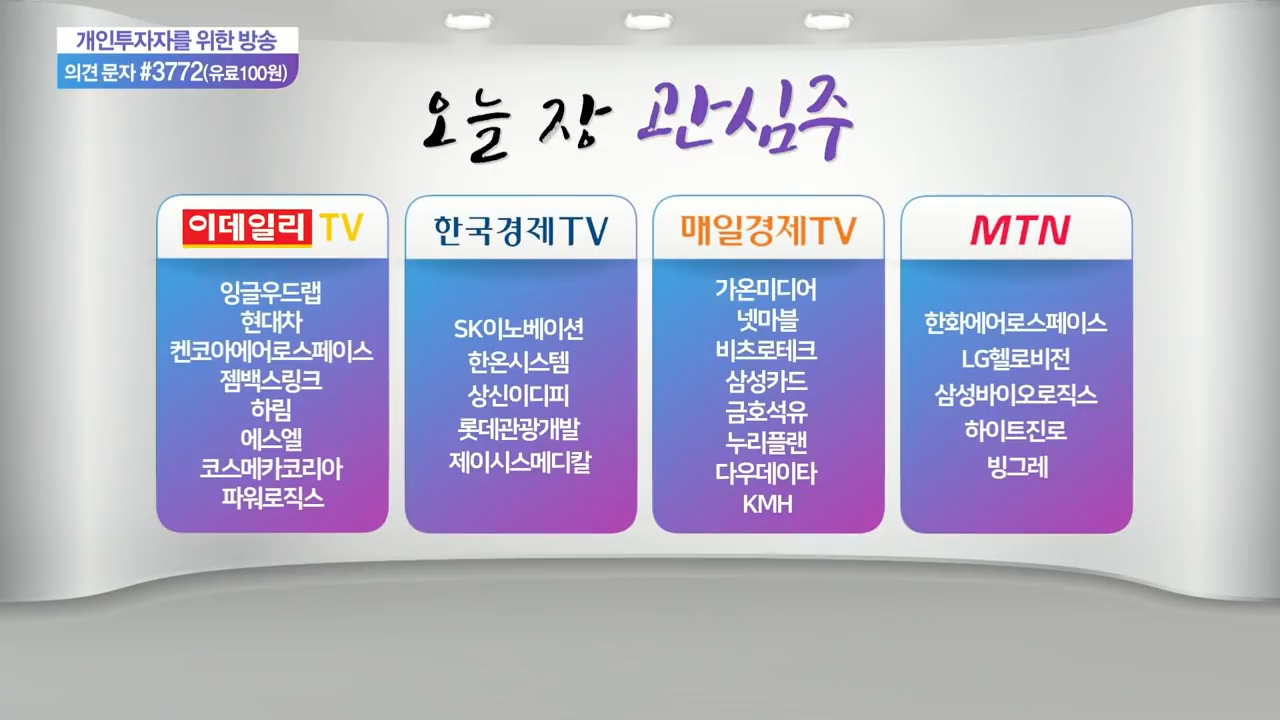 개인투자자를 위한 방송
의견 문자 #3772(유료100원)
오늘 장 관심주
이데일리 TV
잉글우드랩
현대차
켄코아에어로스페이스
젬백스링크
하림
에스엘
코스메카코리아
파워로직스
한국경제TV
SK이노베이션
한온시스템
상신이디피
롯데관광개발
제이시스메디칼
매일경제TV
가온미디어
넷마블
비츠로테크
삼성카드
금호석유
누리플랜
다우데이타
KMH
MTN
한화에어로스페이스
LG헬로비전
삼성바이오로직스
하이트진로
빙그레